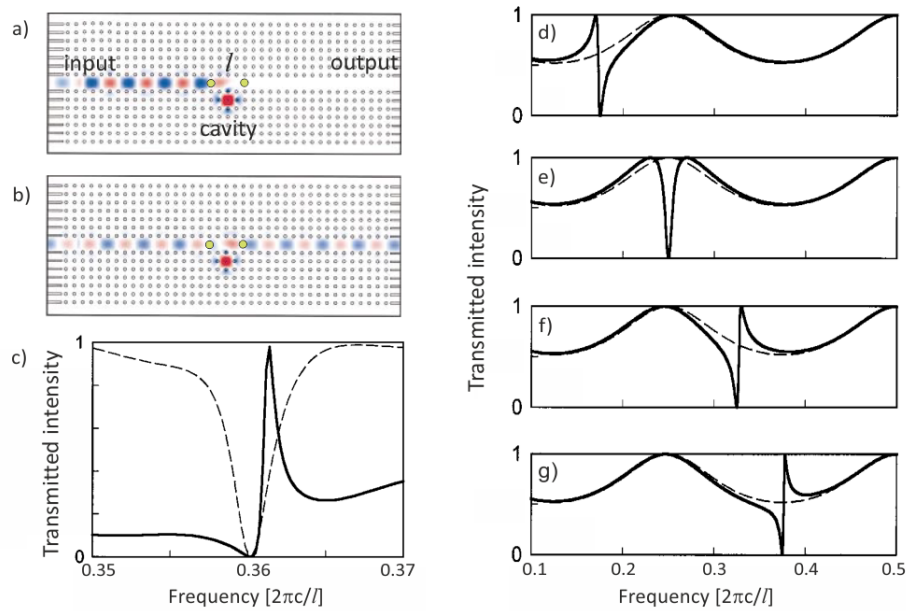 a)
input
l
output
cavity
b)
c)
Transmitted intensity
1
0
0.35
0.36
0.37
Frequency [2πc/l]
d)
1
0
e)
1
0
f)
1
0
g)
1
0
Transmitted intensity
0.1
0.2
0.3
0.4
0.5
Frequency [2πc/l]